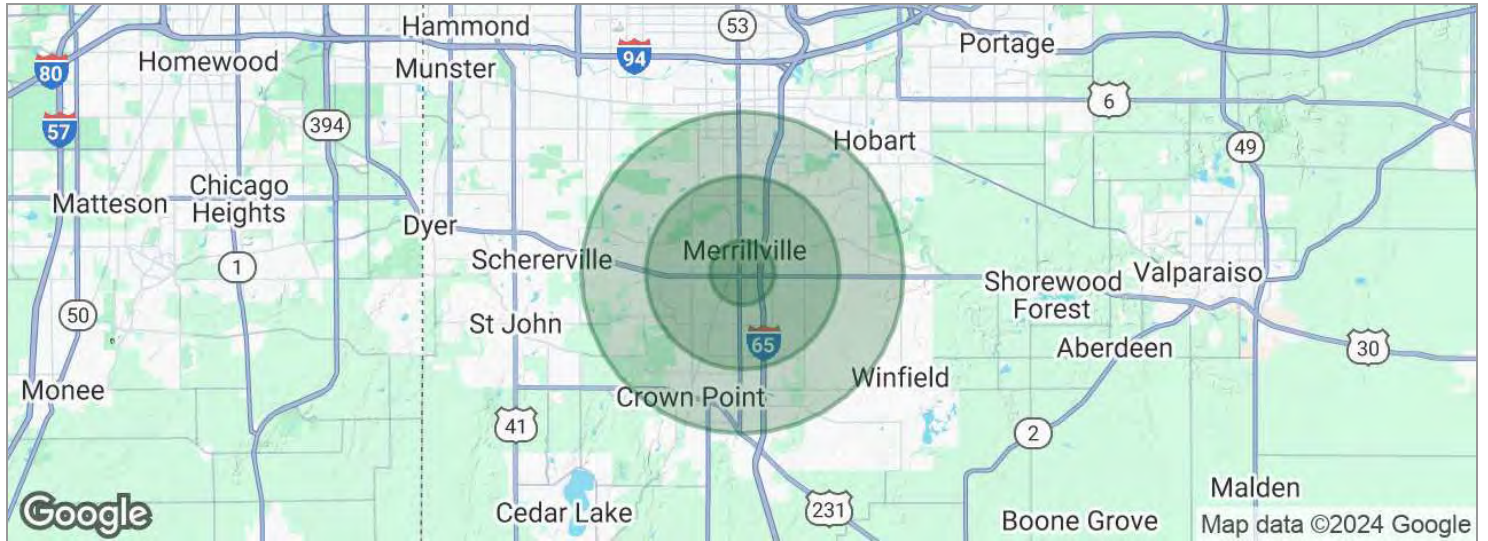 Hammond
53
Portage
Homewood
94
80
Munster
6
57
394
Hobart
49
Matteson
Chicago
Heights
Dyer
Merrillville
Schererville
1
Shorewood
Forest
Valparaiso
50
St John
65
Aberdeen
30
Monee
Crown Point
Winfield
41
2
Malden
Google
Cedar Lake
231
Boone Grove
Map data ©2024 Google